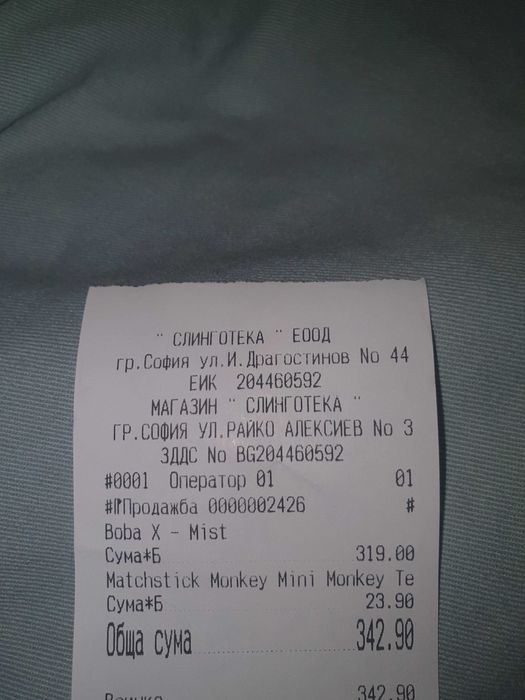 " СЛИНГОТЕКА " ЕООД
гр.София ул.И.Драгостинов No 44
ЕИК 204460592
МАГАЗИН " СЛИНГОТЕКА "
ГР.СОФИЯ УЛ.РАЙКО АЛЕКСИЕВ No 3
ЗДДС No BG204460592
#0001 Оператор 01 01
#Продажба 0000002426 #
Boba X - Mist
Сума*Б 319.00
Matchstick Monkey Mini Monkey Te
Сума*Б 23.90
Обща сума 342.90
342.90